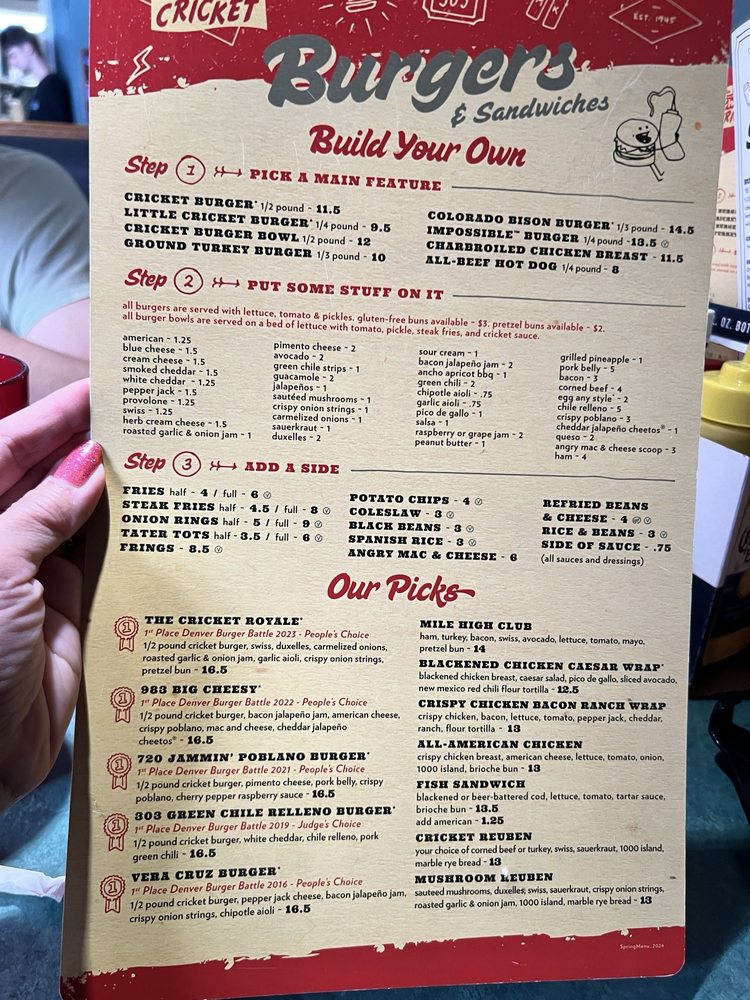 CRICKET
303
EST. 1945
Burgers
& Sandwiches
Build Your Own
Step 1 PICK A MAIN FEATURE
CRICKET BURGER* 1/2 pound - 11.5
LITTLE CRICKET BURGER* 1/4 pound - 9.5
CRICKET BURGER BOWL 1/2 pound - 12
GROUND TURKEY BURGER 1/3 pound - 10
COLORADO BISON BURGER* 1/3 pound - 14.5
IMPOSSIBLE™ BURGER 1/4 pound -13.5 Ⓥ
CHARBROILED CHICKEN BREAST - 11.5
ALL-BEEF HOT DOG 1/4 pound - 8
Step 2 PUT SOME STUFF ON IT
all burgers are served with lettuce, tomato & pickles. gluten-free buns available - $3. pretzel buns available - $2.
all burger bowls are served on a bed of lettuce with tomato, pickle, steak fries, and cricket sauce.
american - 1.25
blue cheese - 1.5
cream cheese - 1.5
smoked cheddar - 1.5
white cheddar - 1.25
pepper jack - 1.5
provolone - 1.25
swiss - 1.25
herb cream cheese - 1.5
roasted garlic & onion jam - 1
pimento cheese - 2
avocado - 2
green chile strips - 1
guacamole - 2
jalapeños - 1
sautéed mushrooms - 1
crispy onion strings - 1
carmelized onions - 1
sauerkraut - 1
duxelles - 2
sour cream - 1
bacon jalapeño jam - 2
ancho apricot bbq - 1
green chili - 2
chipotle aioli - .75
garlic aioli - .75
pico de gallo - 1
salsa - 1
raspberry or grape jam - 2
peanut butter - 1
grilled pineapple - 1
pork belly - 5
bacon - 3
corned beef - 4
egg any style* - 2
chile relleno - 5
crispy poblano - 3
cheddar jalapeño cheetos® - 1
queso - 2
angry mac & cheese scoop - 3
ham - 4
Step 3 ADD A SIDE
FRIES half - 4 / full - 6 Ⓥ
STEAK FRIES half - 4.5 / full - 8 Ⓥ
ONION RINGS half - 5 / full - 9 Ⓥ
TATER TOTS half - 3.5 / full - 6 Ⓥ
FRINGS - 8.5 Ⓥ
POTATO CHIPS - 4 Ⓥ
COLESLAW - 3 Ⓥ
BLACK BEANS - 3 Ⓥ
SPANISH RICE - 3 Ⓥ
ANGRY MAC & CHEESE - 6
REFRIED BEANS
& CHEESE - 4
RICE & BEANS - 3 Ⓥ
SIDE OF SAUCE - .75
(all sauces and dressings)
Our Picks
THE CRICKET ROYALE*
1st Place Denver Burger Battle 2023 - People's Choice
1/2 pound cricket burger, swiss, duxelles, carmelized onions,
roasted garlic & onion jam, garlic aioli, crispy onion strings,
pretzel bun - 16.5
983 BIG CHEESY*
1st Place Denver Burger Battle 2022 - People's Choice
1/2 pound cricket burger, bacon jalapeño jam, american cheese,
crispy poblano, mac and cheese, cheddar jalapeño
cheetos® - 16.5
720 JAMMIN' POBLANO BURGER*
1st Place Denver Burger Battle 2021 - People's Choice
1/2 pound cricket burger, pimento cheese, pork belly, crispy
poblano, cherry pepper raspberry sauce - 16.5
303 GREEN CHILE RELLENO BURGER*
1st Place Denver Burger Battle 2019 - Judge's Choice
1/2 pound cricket burger, white cheddar, chile relleno, pork
green chili - 16.5
VERA CRUZ BURGER*
1st Place Denver Burger Battle 2016 - People's Choice
1/2 pound cricket burger, pepper jack cheese, bacon jalapeño jam,
crispy onion strings, chipotle aioli - 16.5
MILE HIGH CLUB
ham, turkey, bacon, swiss, avocado, lettuce, tomato, mayo,
pretzel bun - 14
BLACKENED CHICKEN CAESAR WRAP*
blackened chicken breast, caesar salad, pico de gallo, sliced avocado,
new mexico red chili flour tortilla - 12.5
CRISPY CHICKEN BACON RANCH WRAP
crispy chicken, bacon, lettuce, tomato, pepper jack, cheddar,
ranch, flour tortilla - 13
ALL-AMERICAN CHICKEN
crispy chicken breast, american cheese, lettuce, tomato, onion,
1000 island, brioche bun - 13
FISH SANDWICH
blackened or beer-battered cod, lettuce, tomato, tartar sauce,
brioche bun - 13.5
add american - 1.25
CRICKET REUBEN
your choice of corned beef or turkey, swiss, sauerkraut, 1000 island,
marble rye bread - 13
MUSHROOM REUBEN
sauteed mushrooms, duxelles, swiss, sauerkraut, crispy onion strings,
roasted garlic & onion jam, 1000 island, marble rye bread - 13
SpringMenu_2024
OZ. BOT